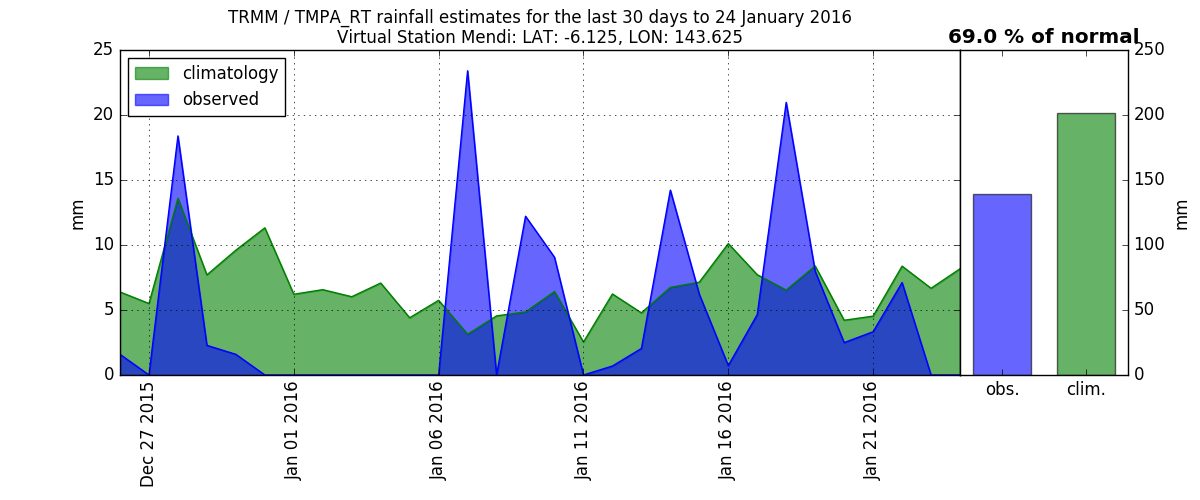 TRMM / TMPA_RT rainfall estimates for the last 30 days to 24 January 2016
Virtual Station Mendi: LAT: -6.125, LON: 143.625
69.0 % of normal
climatology
observed
25
20
15
10
5
0
mm
Dec 27 2015
Jan 01 2016
Jan 06 2016
Jan 11 2016
Jan 16 2016
Jan 21 2016
250
200
150
100
50
0
mm
obs.
clim.